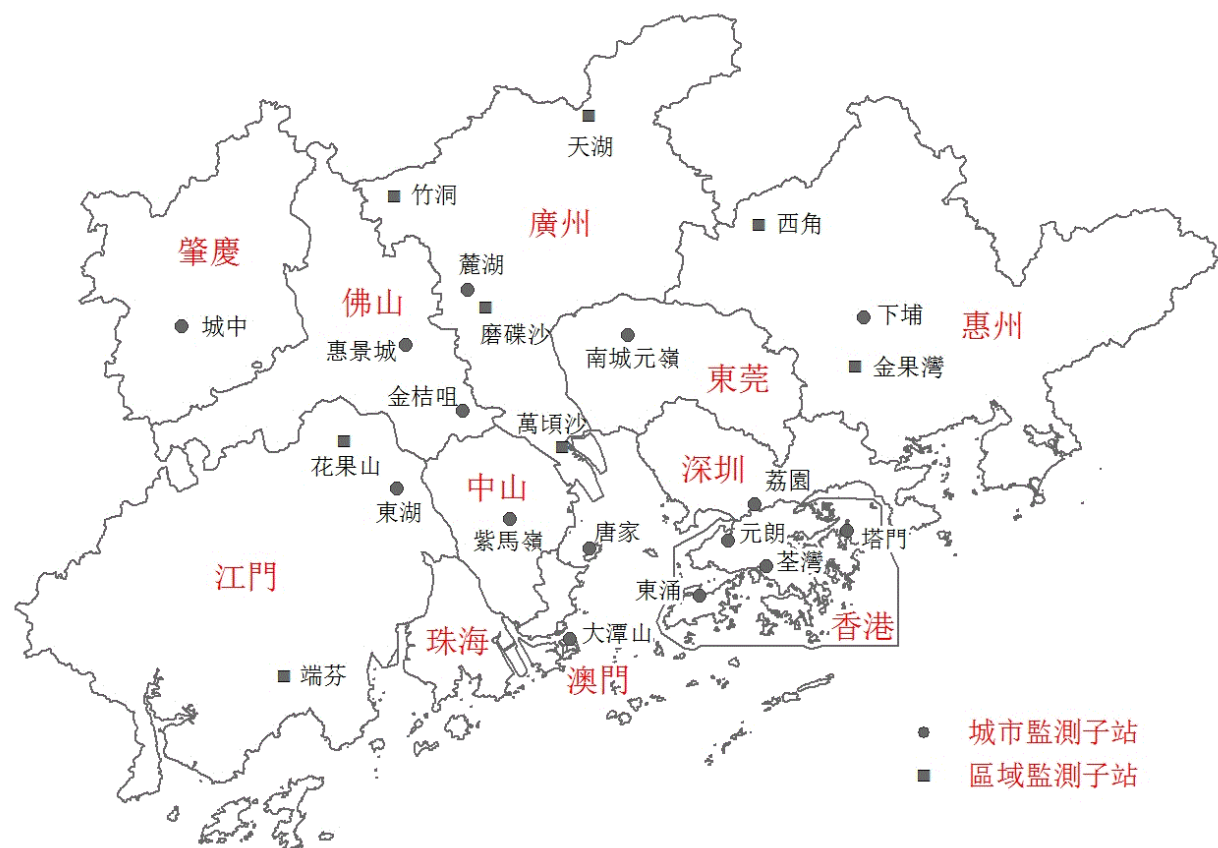 天湖
竹洞
西角
廣州
肇慶
麓湖
佛山
磨碟沙
下埔
惠州
城中
惠景城
南城元嶺
金果灣
東莞
金桔咀
萬頃沙
花果山
深圳
荔園
中山
東湖
紫馬嶺
唐家
元朗
塔門
荃灣
江門
東涌
香港
珠海
大潭山
端芬
澳門
城市監測子站
區域監測子站